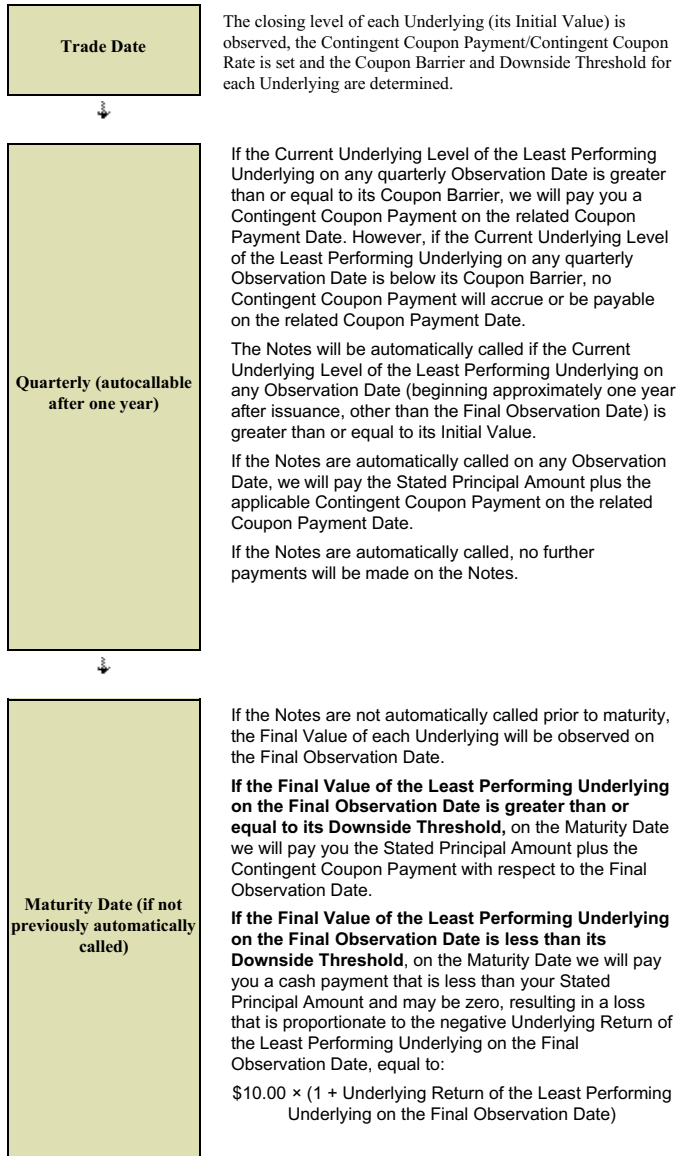 Trade Date
The closing level of each Underlying (its Initial Value) is
observed, the Contingent Coupon Payment/Contingent Coupon
Rate is set and the Coupon Barrier and Downside Threshold for
each Underlying are determined.
Quarterly (autocallable
after one year)
If the Current Underlying Level of the Least Performing
Underlying on any quarterly Observation Date is greater
than or equal to its Coupon Barrier, we will pay you a
Contingent Coupon Payment on the related Coupon
Payment Date. However, if the Current Underlying Level
of the Least Performing Underlying on any quarterly
Observation Date is below its Coupon Barrier, no
Contingent Coupon Payment will accrue or be payable
on the related Coupon Payment Date.
The Notes will be automatically called if the Current
Underlying Level of the Least Performing Underlying on
any Observation Date (beginning approximately one year
after issuance, other than the Final Observation Date) is
greater than or equal to its Initial Value.
If the Notes are automatically called on any Observation
Date, we will pay the Stated Principal Amount plus the
applicable Contingent Coupon Payment on the related
Coupon Payment Date.
If the Notes are automatically called, no further
payments will be made on the Notes.
Maturity Date (if not
previously automatically
called)
If the Notes are not automatically called prior to maturity,
the Final Value of each Underlying will be observed on
the Final Observation Date.
If the Final Value of the Least Performing Underlying
on the Final Observation Date is greater than or
equal to its Downside Threshold, on the Maturity Date
we will pay you the Stated Principal Amount plus the
Contingent Coupon Payment with respect to the Final
Observation Date.
If the Final Value of the Least Performing Underlying
on the Final Observation Date is less than its
Downside Threshold, on the Maturity Date we will pay
you a cash payment that is less than your Stated
Principal Amount and may be zero, resulting in a loss
that is proportionate to the negative Underlying Return of
the Least Performing Underlying on the Final
Observation Date, equal to:
$10.00 × (1 + Underlying Return of the Least Performing
Underlying on the Final Observation Date)